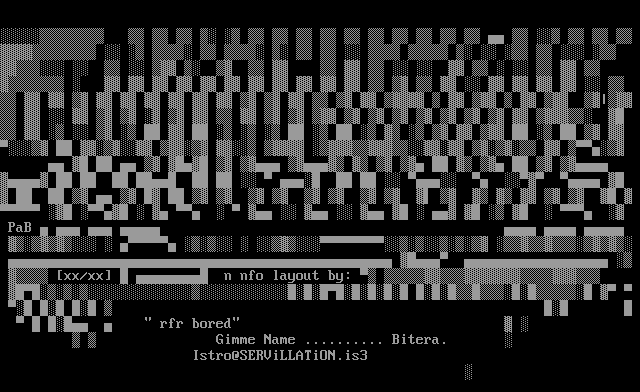 PaB
[xx/xx] n nfo layout by:
" rfr bored"
Gimme Name .......... Bitera.
Istro@SERViLLATiON.is3